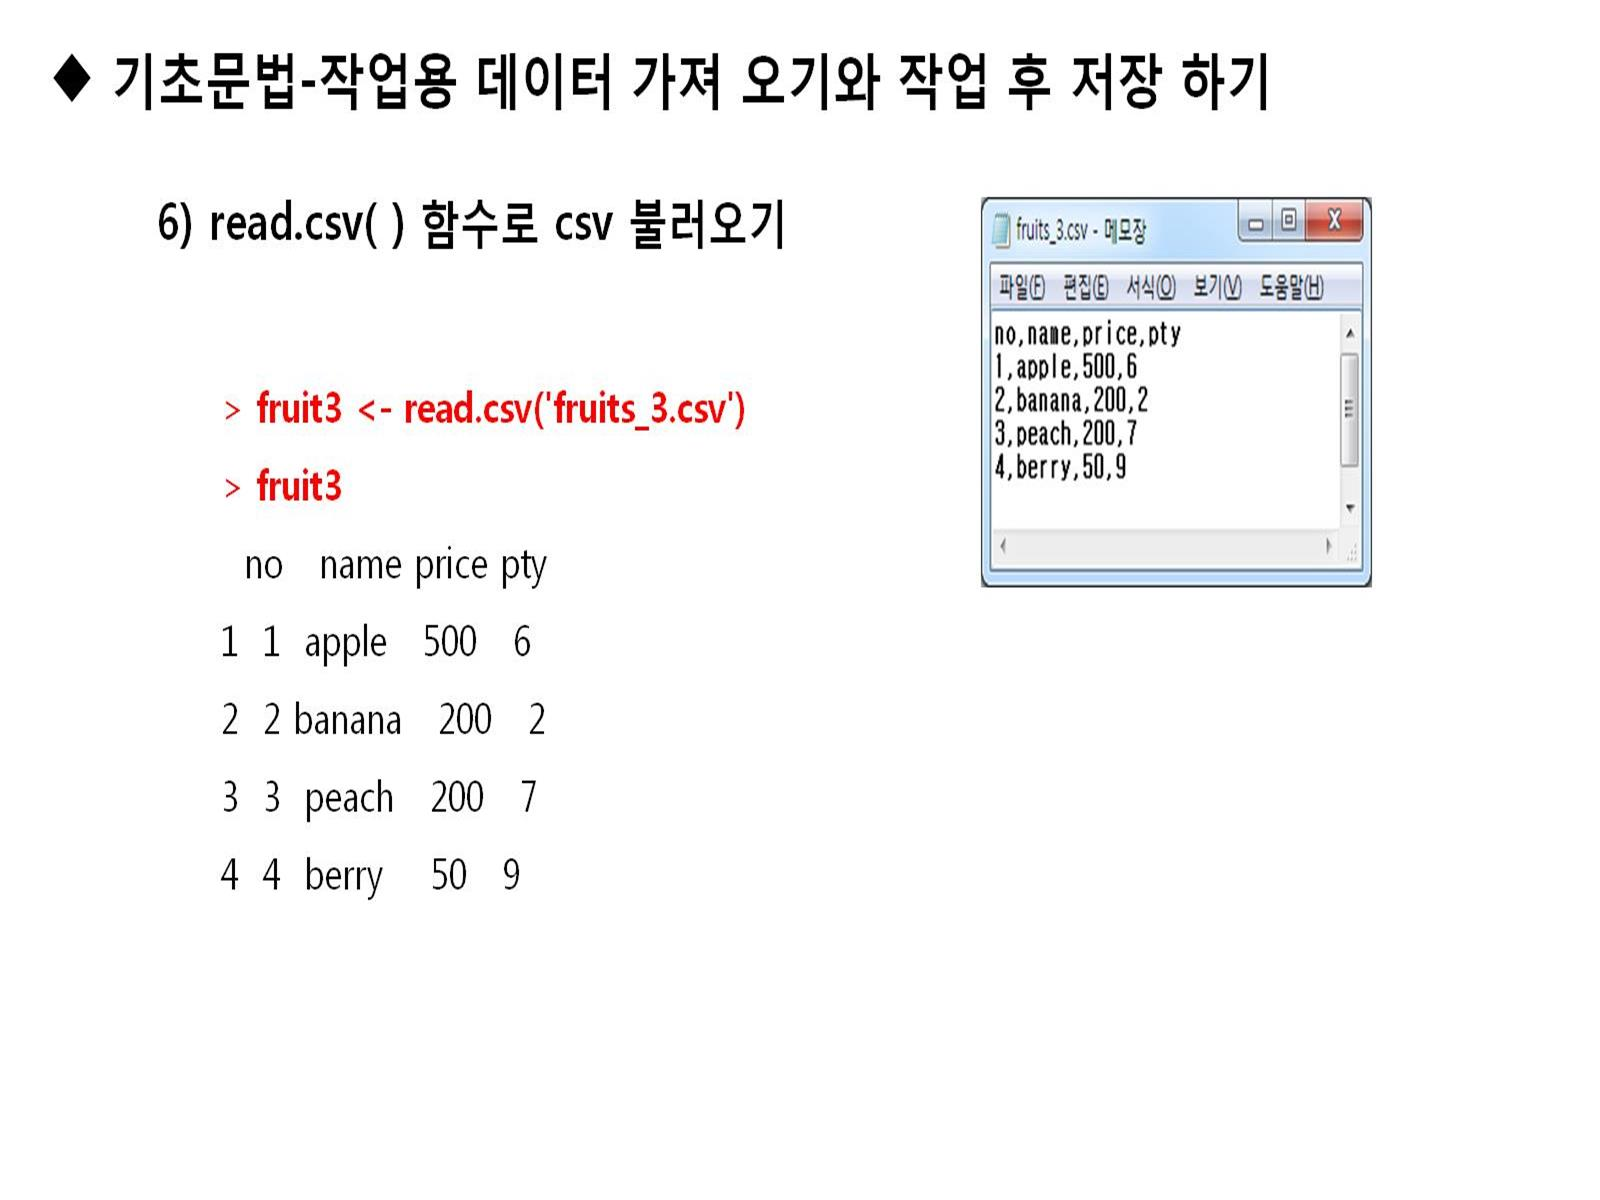 ◆ 기초문법-작업용 데이터 가져 오기와 작업 후 저장 하기
6) read.csv( ) 함수로 csv 불러오기
> fruit3 <- read.csv('fruits_3.csv')
> fruit3
no name price pty
1 1 apple 500 6
2 2 banana 200 2
3 3 peach 200 7
4 4 berry 50 9
fruits_3.csv - 메모장
파일(F) 편집(E) 서식(O) 보기(V) 도움말(H)
no,name,price,pty
1,apple,500,6
2,banana,200,2
3,peach,200,7
4,berry,50,9